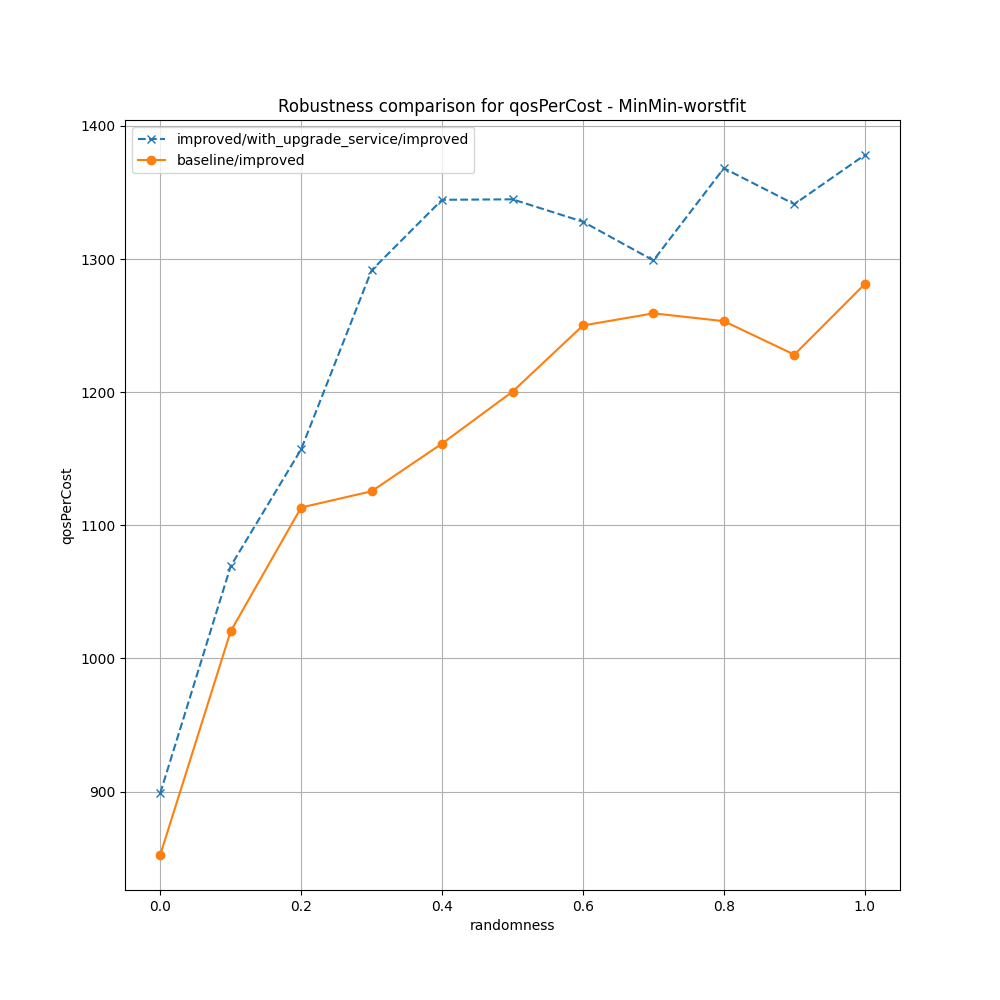 Robustness comparison for qosPerCost - MinMin-worstfit
improved/with_upgrade_service/improved
baseline/improved
1400
1300
1200
1100
1000
900
qosPerCost
0.0 0.2 0.4 0.6 0.8 1.0
randomness